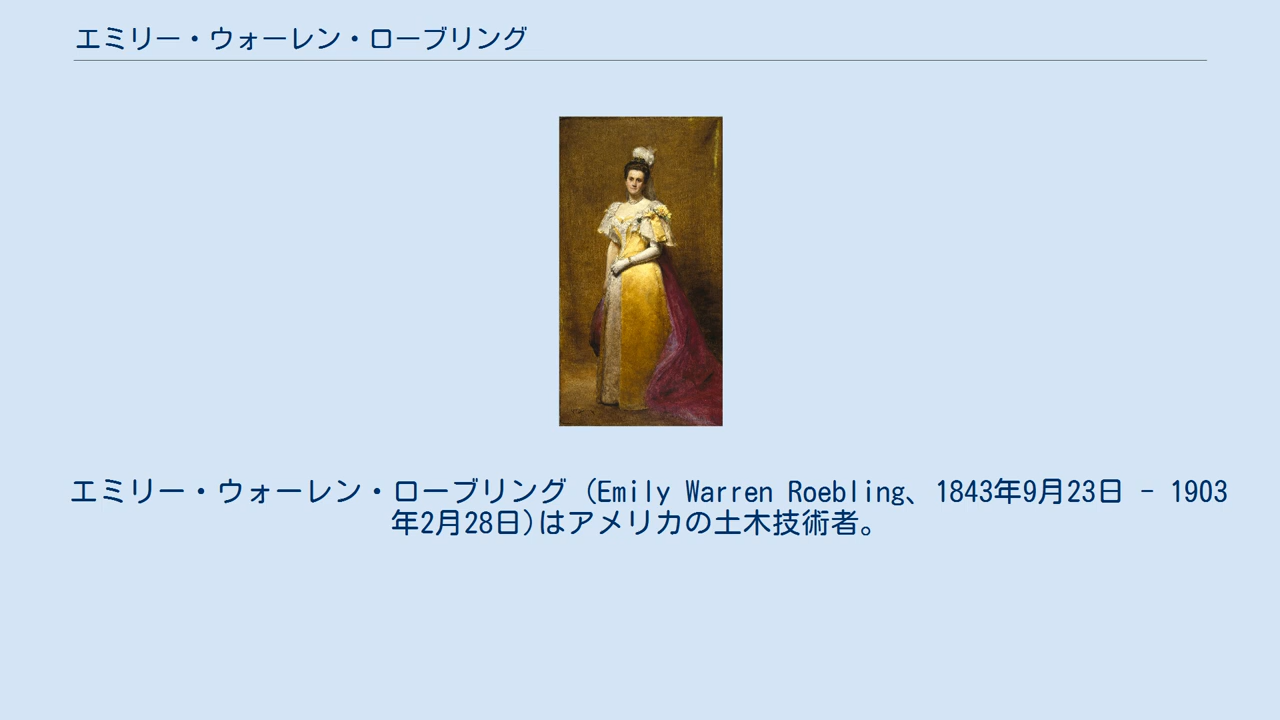 エミリー・ウォーレン・ローブリング
エミリー・ウォーレン・ローブリング (Emily Warren Roebling、1843年9月23日 - 1903
年2月28日)はアメリカの土木技術者。